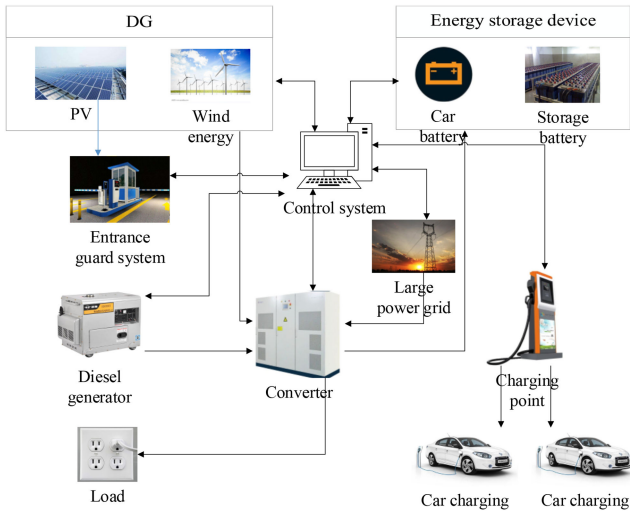 DG
Energy storage device
PV
Wind
energy
Car
battery
Storage
battery
Control system
Entrance
guard system
Large
power grid
Diesel
generator
Converter
Charging
point
Load
Car charging
Car charging